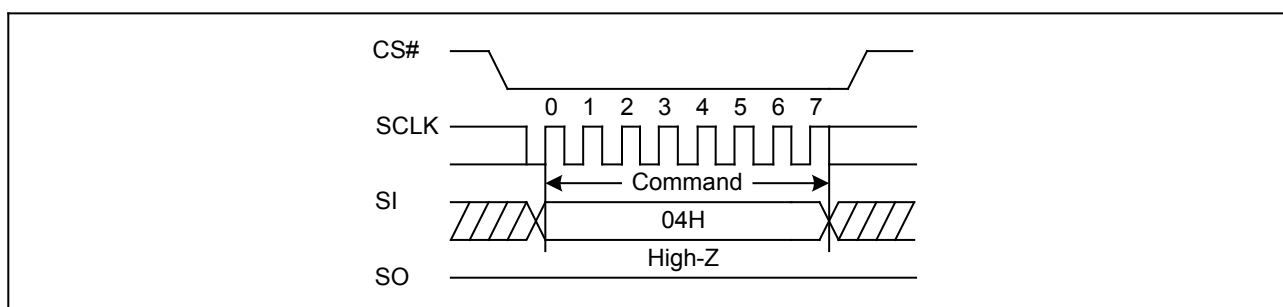 CS#
0 1 2 3 4 5 6 7
SCLK
Command
SI
04H
High-Z
SO